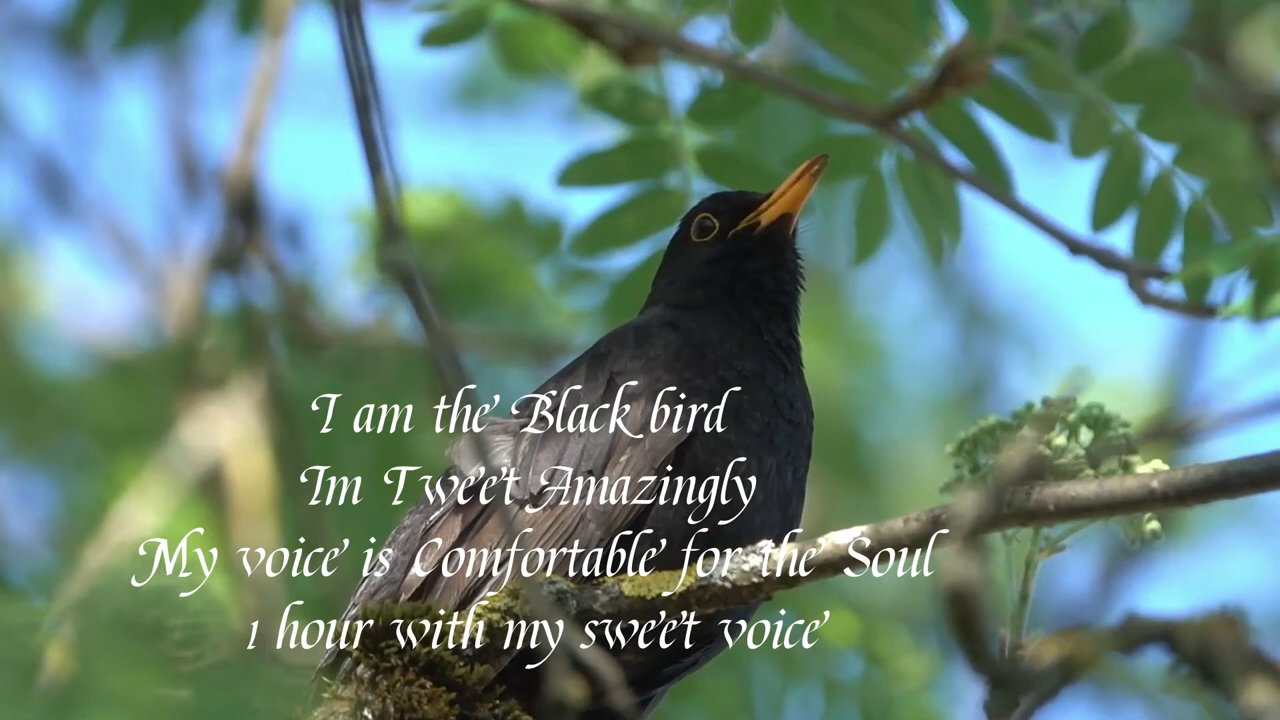 I am the Black bird
Im Tweet Amazingly
My voice is Comfortable for the Soul
1 hour with my sweet voice